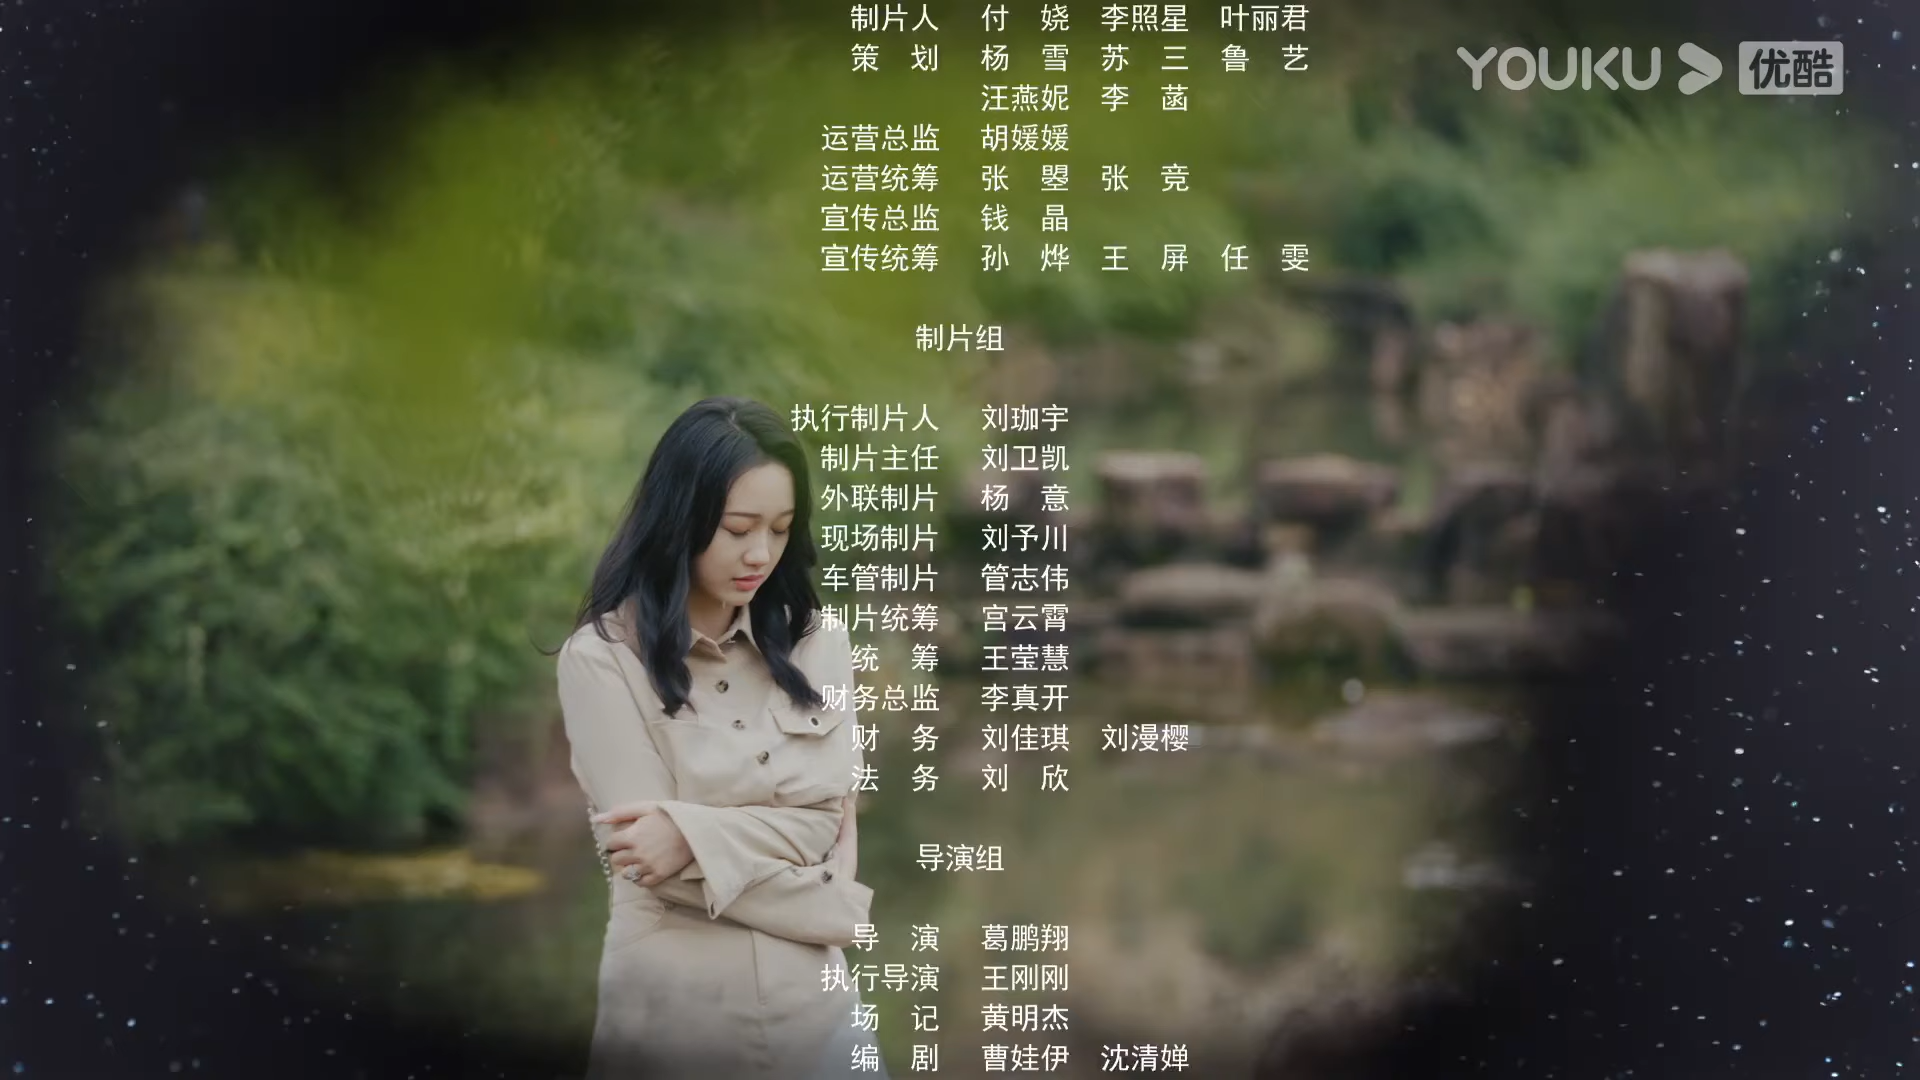 制片人 付 娆 李照星 叶丽君
YOUKU 优酷
策 划 杨 雪 苏 三 鲁 艺
汪燕妮 李 菡
运营总监 胡媛媛
运营统筹 张 曌 张 竞
宣传总监 钱 晶
宣传统筹 孙 烨 王 屏 任 雯
制片组
执行制片人 刘珈宇
制片主任 刘卫凯
外联制片 杨 意
现场制片 刘予川
车管制片 管志伟
制片统筹 宫云霄
统 筹 王莹慧
财务总监 李真开
财 务 刘佳琪 刘漫樱
法 务 刘 欣
导演组
导 演 葛鹏翔
执行导演 王刚刚
场 记 黄明杰
编 剧 曹娃伊 沈清婵